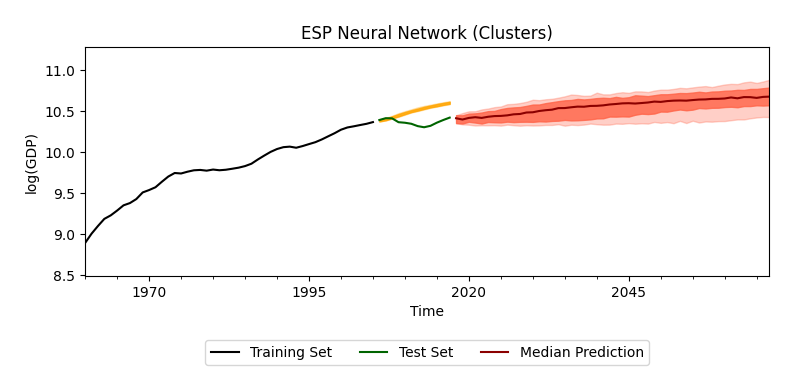 ESP Neural Network (Clusters)
log(GDP)
11.0
10.5
10.0
9.5
9.0
8.5
1970 1995 2020 2045
Time
Training Set Test Set Median Prediction